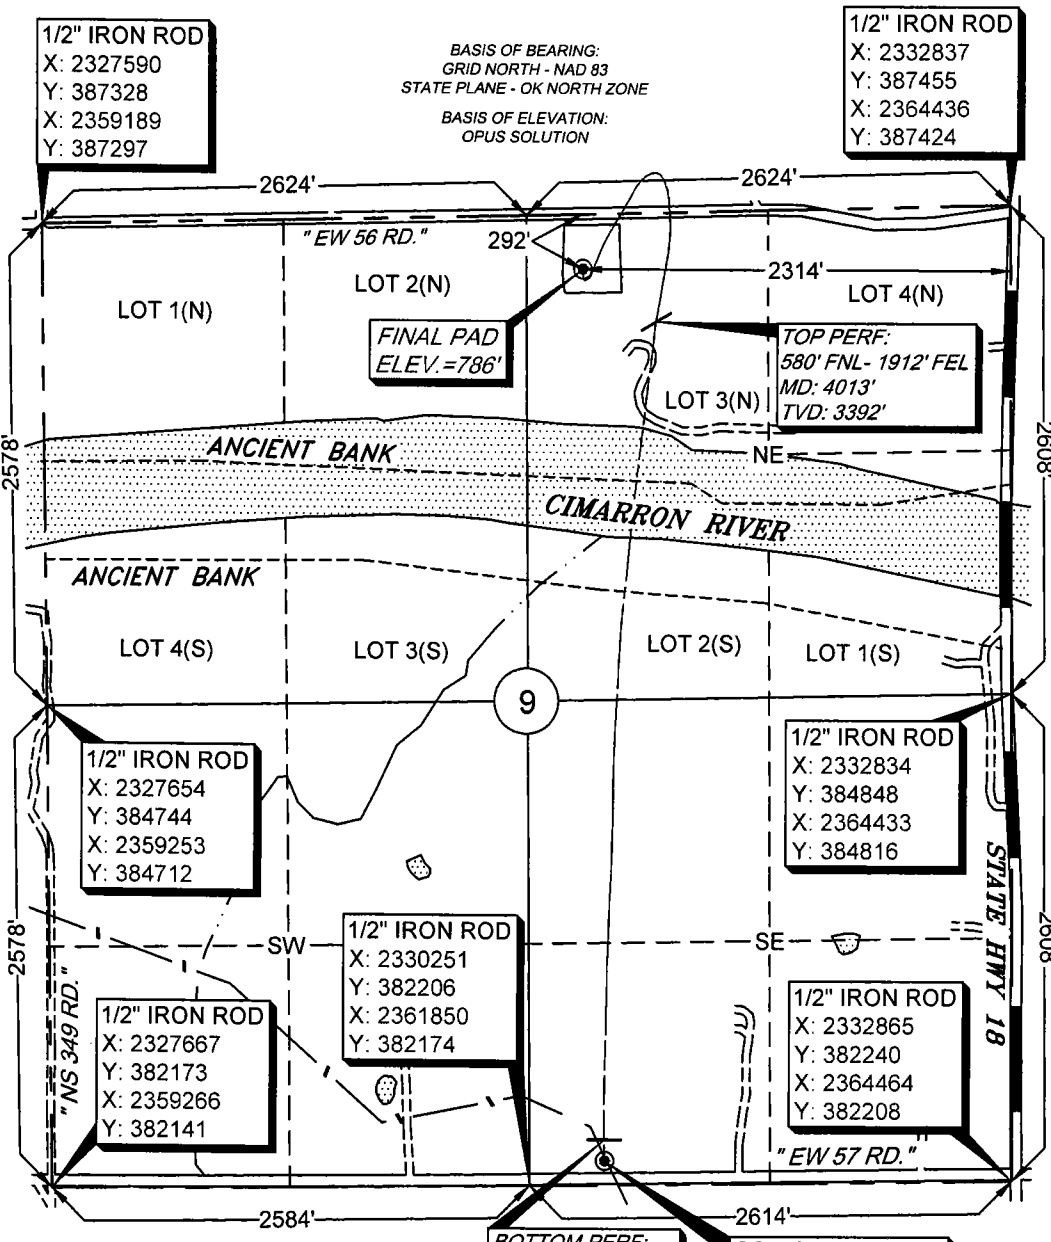 1/2" IRON ROD
X: 2327590
Y: 387328
X: 2359189
Y: 387297
BASIS OF BEARING:
GRID NORTH - NAD 83
STATE PLANE - OK NORTH ZONE
BASIS OF ELEVATION:
OPUS SOLUTION
1/2" IRON ROD
X: 2332837
Y: 387455
X: 2364436
Y: 387424
2624'
2624'
"EW 56 RD."
292'
2314'
LOT 1(N)
LOT 2(N)
LOT 4(N)
FINAL PAD
ELEV.=786'
TOP PERF:
580' FNL- 1912' FEL
MD: 4013'
TVD: 3392'
LOT 3(N)
2578'
2608'
ANCIENT BANK
NE
CIMARRON RIVER
ANCIENT BANK
LOT 4(S)
LOT 3(S)
LOT 2(S)
LOT 1(S)
9
1/2" IRON ROD
X: 2327654
Y: 384744
X: 2359253
Y: 384712
1/2" IRON ROD
X: 2332834
Y: 384848
X: 2364433
Y: 384816
STATE HWY 18
2578'
2608'
SW
SE
1/2" IRON ROD
X: 2330251
Y: 382206
X: 2361850
Y: 382174
"NS 349 RD."
1/2" IRON ROD
X: 2327667
Y: 382173
X: 2359266
Y: 382141
1/2" IRON ROD
X: 2332865
Y: 382240
X: 2364464
Y: 382208
"EW 57 RD."
2584'
2614'
BOTTOM PERF: